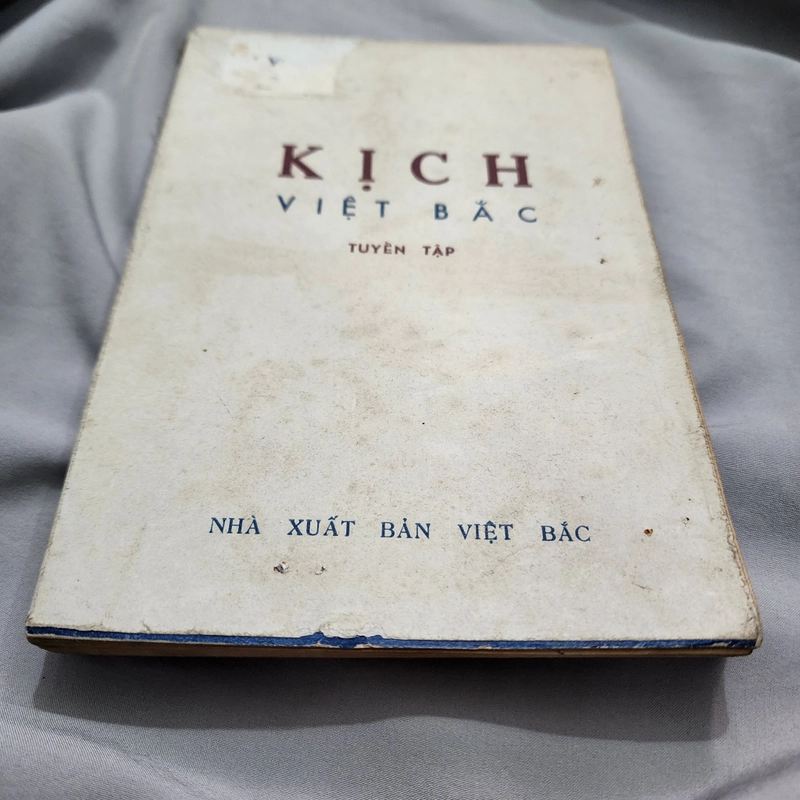 V
KỊCH
VIỆT BẮC
TUYỂN TẬP
NHÀ XUẤT BẢN VIỆT BẮC